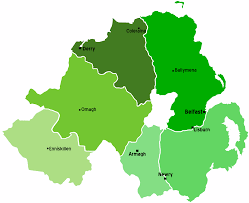 Coleraine
Derry
Ballymena
Omagh
Belfast
Lisburn
Enniskillen
Armagh
Newry